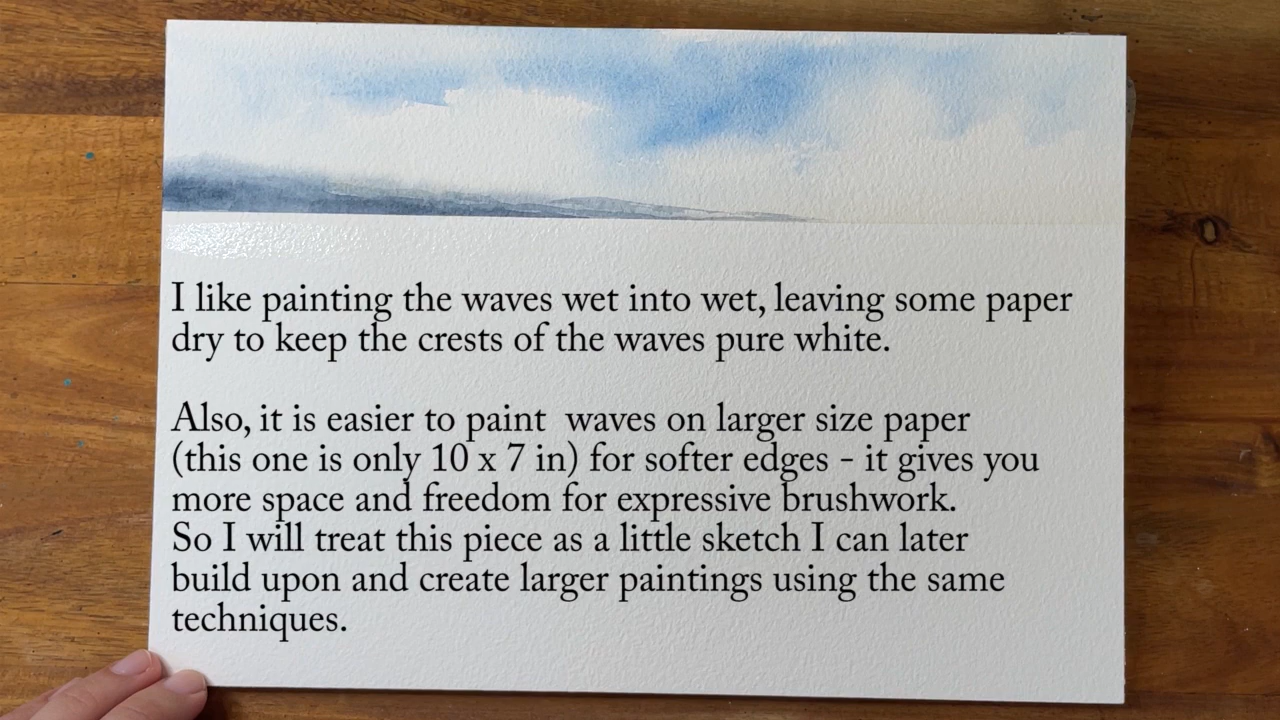 I like painting the waves wet into wet, leaving some paper
dry to keep the crests of the waves pure white.
Also, it is easier to paint  waves on larger size paper
(this one is only 10 x 7 in) for softer edges - it gives you
more space and freedom for expressive brushwork.
So I will treat this piece as a little sketch I can later
build upon and create larger paintings using the same
techniques.